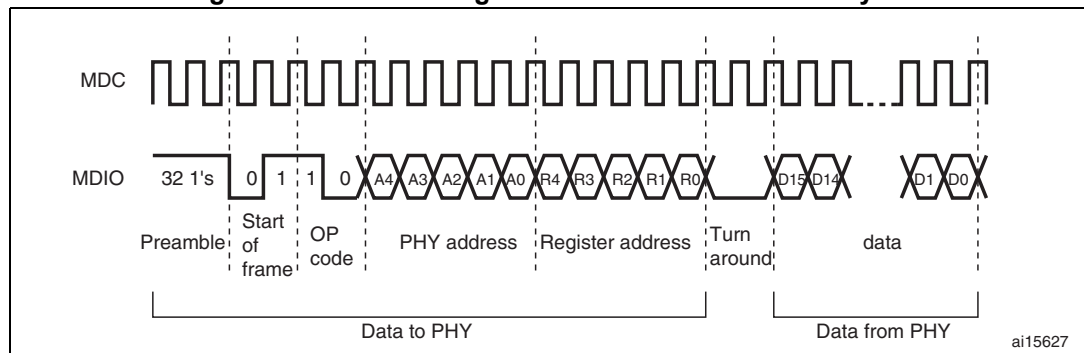 MDC
MDIO
32 1's 0 1 1 0 A4 A3 A2 A1 A0 R4 R3 R2 R1 R0 D15 D14 D1 D0
Preamble
Start
of
frame
OP
code
PHY address
Register address
Turn
around
data
Data to PHY
Data from PHY
ai15627